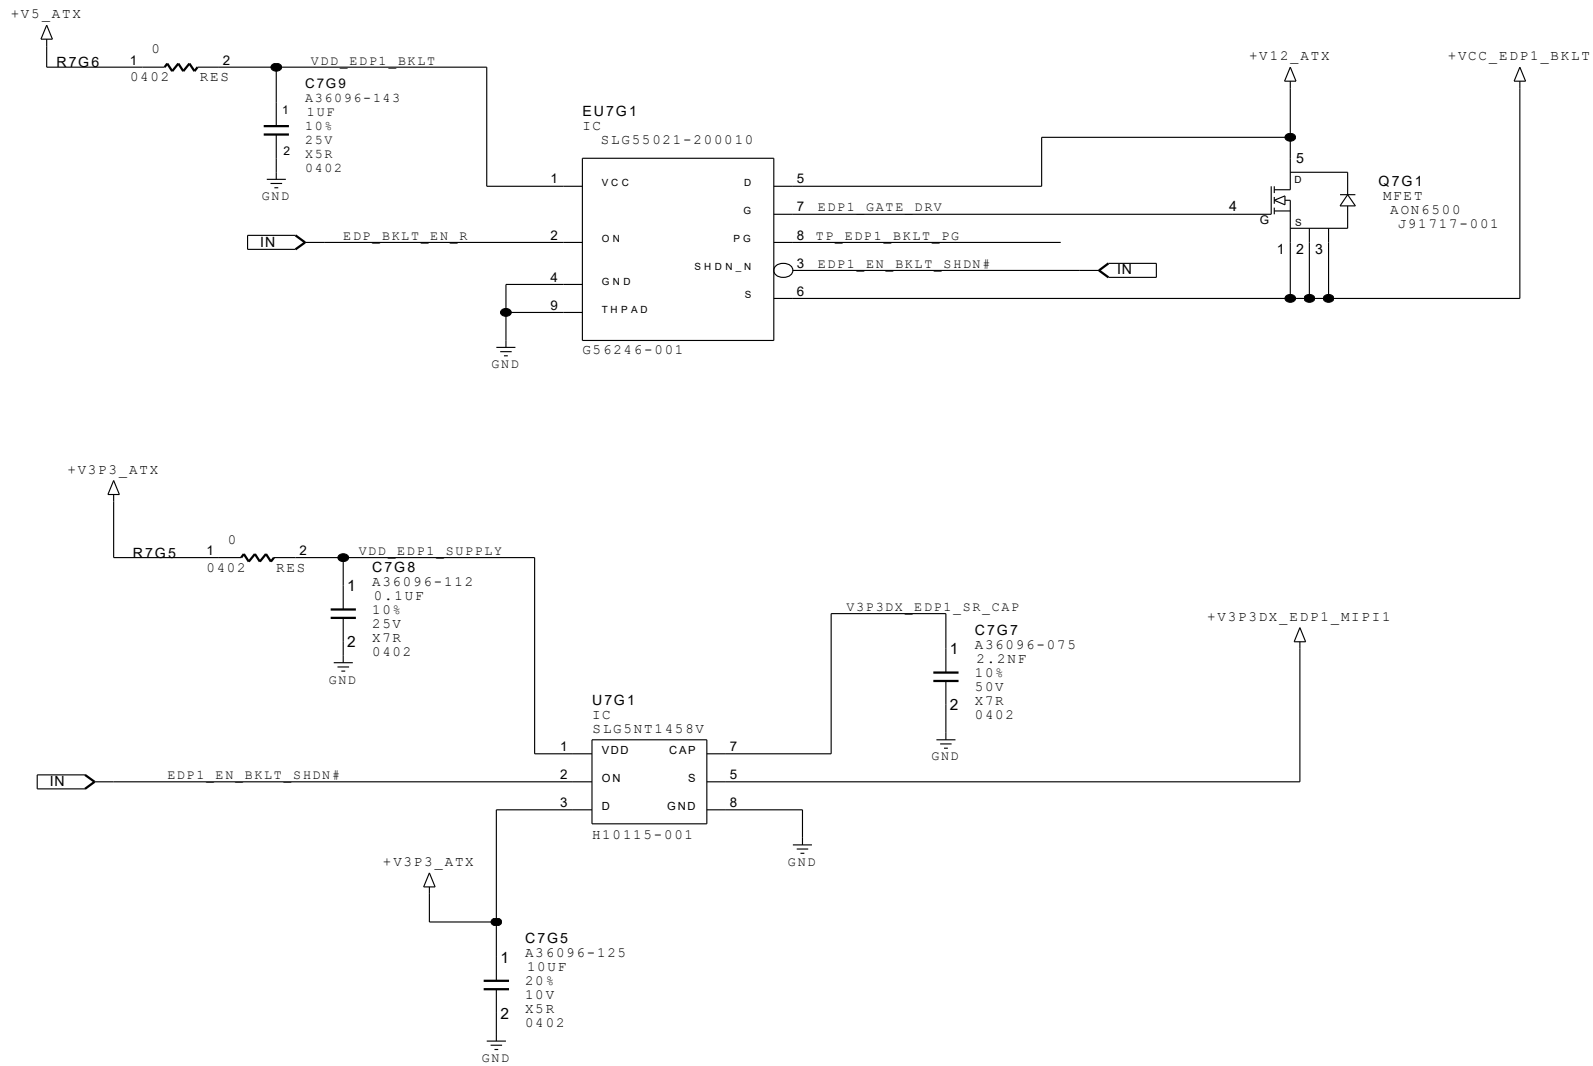 +V5_ATX
R7G6 1 0 2
0402 RES
VDD_EDP1_BKLT
C7G9
A36096-143
1 1UF
10%
25V
2 X5R
0402
GND
EU7G1
IC
SLG55021-200010
1 VCC D 5
G 7 EDP1_GATE_DRV 4
IN EDP_BKLT_EN_R 2 ON PG 8 TP_EDP1_BKLT_PG
SHDN_N 3 EDP1_EN_BKLT_SHDN# IN
4 GND
S 6
9 THPAD
G56246-001
GND
+V12_ATX
+VCC_EDP1_BKLT
5
D
G
S
1 2 3
Q7G1
MFET
AON6500
J91717-001
+V3P3_ATX
R7G5 1 0 2
0402 RES
VDD_EDP1_SUPPLY
C7G8
1 A36096-112
0.1UF
10%
25V
2 X7R
0402
GND
V3P3DX_EDP1_SR_CAP
C7G7
1 A36096-075
2.2NF
10%
50V
2 X7R
0402
GND
+V3P3DX_EDP1_MIPI1
U7G1
IC
SLG5NT1458V
1 VDD CAP 7
IN EDP1_EN_BKLT_SHDN# 2 ON S 5
3 D GND 8
H10115-001
GND
+V3P3_ATX
C7G5
1 A36096-125
10UF
20%
10V
2 X5R
0402
GND